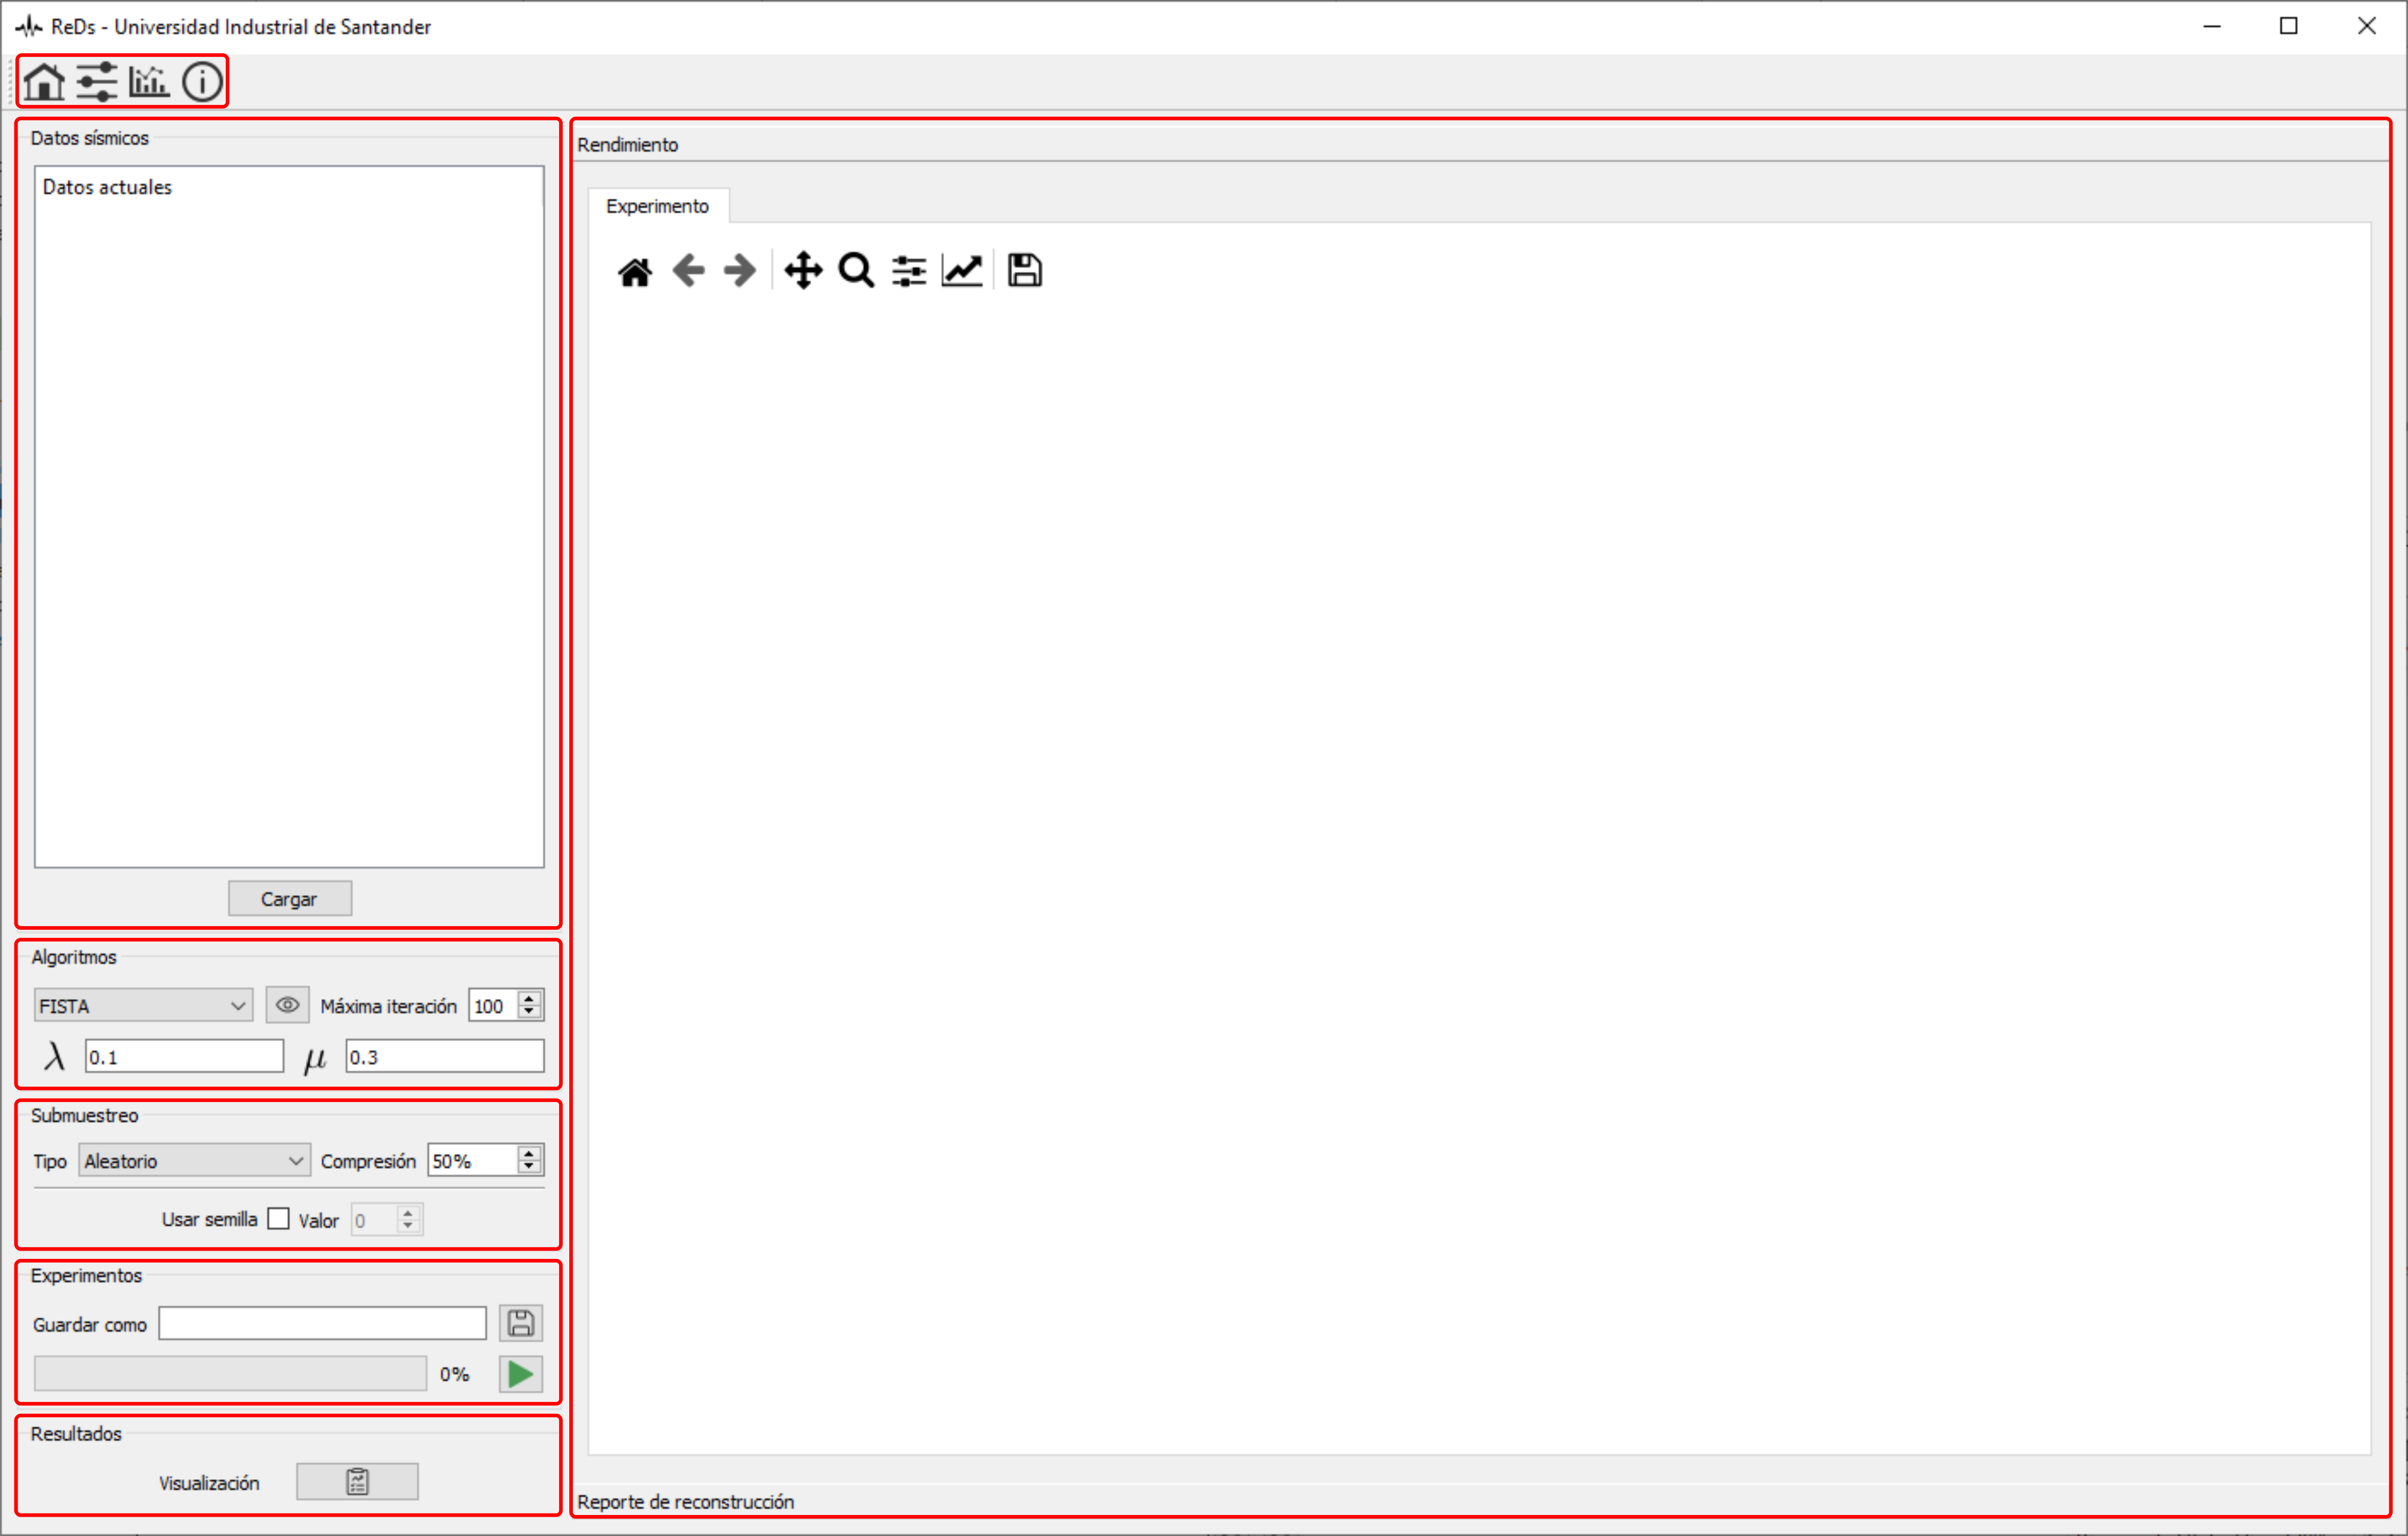 ReDs - Universidad Industrial de Santander
Datos sísmicos
Datos actuales
Cargar
Algoritmos
FISTA Máxima iteración 100
λ 0.1 μ 0.3
Submuestreo
Tipo Aleatorio Compresión 50%
Usar semilla Valor 0
Experimentos
Guardar como
0%
Resultados
Visualización
Rendimiento
Experimento
Reporte de reconstrucción